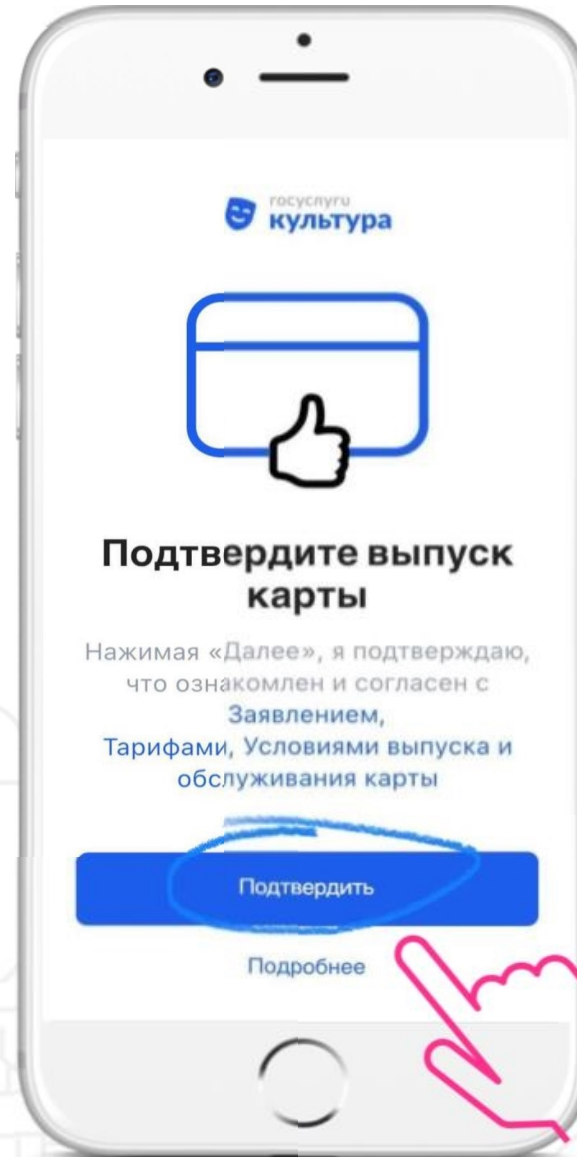 госуслуги
культура
Подтвердите выпуск
карты
Нажимая «Далее», я подтверждаю,
что ознакомлен и согласен с
Заявлением,
Тарифами, Условиями выпуска и
обслуживания карты
Подтвердить
Подробнее